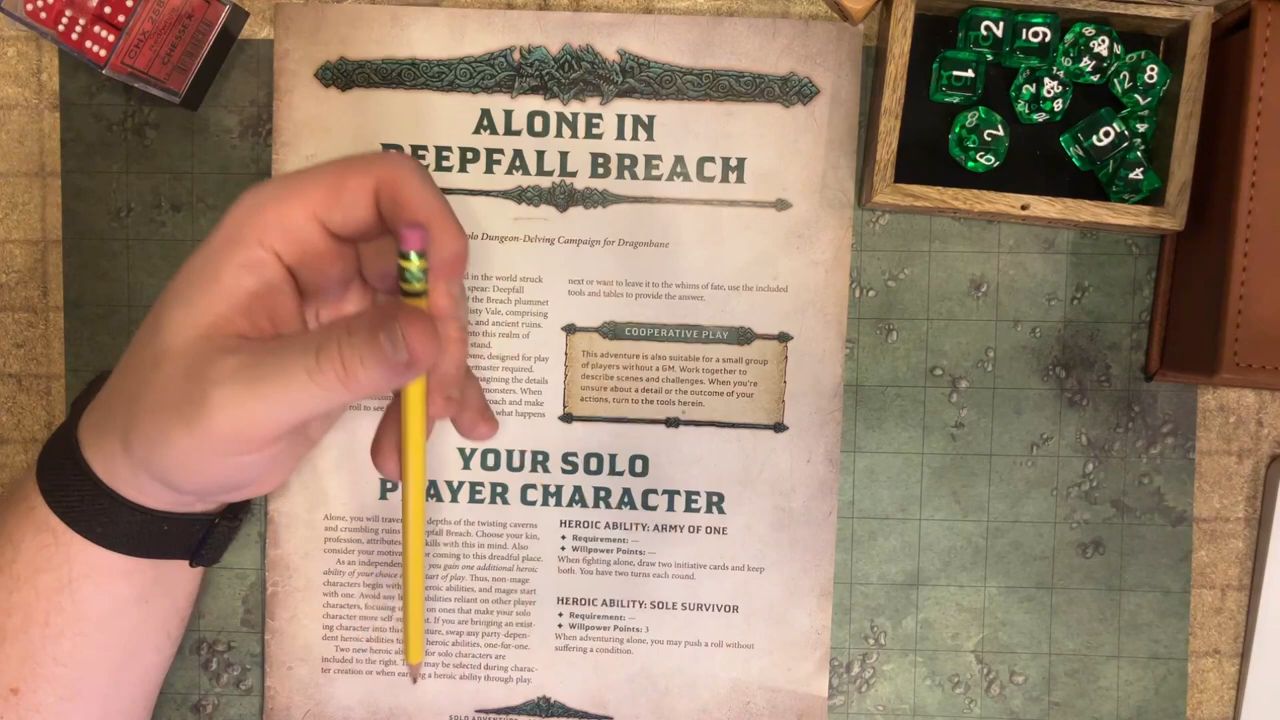 ALONE IN
DEEPFALL BREACH
Solo Dungeon-Delving Campaign for Dragonbane
l in the world struck
spear: Deepfall
the Breach plummet
isty Vale, comprising
s, and ancient ruins.
nto this realm of
stand.
designed for play
master required.
magining the details
monsters. When
roach and make
roll to see what happens
next or want to leave it to the whims of fate, use the included
tools and tables to provide the answer.
COOPERATIVE PLAY
This adventure is also suitable for a small group
of players without a GM. Work together to
describe scenes and challenges. When you're
unsure about a detail or the outcome of your
actions, turn to the tools herein.
YOUR SOLO
PLAYER CHARACTER
Alone, you will traver depths of the twisting caverns
and crumbling ruins epfall Breach. Choose your kin,
profession, attributes kills with this in mind. Also
consider your motiva r coming to this dreadful place.
As an independen you gain one additional heroic
ability of your choice start of play. Thus, non-mage
characters begin with eroic abilities, and mages start
with one. Avoid any bilities reliant on other player
characters, focusing on ones that make your solo
character more self t. If you are bringing an exist-
ing character into th ture, swap any party-depen-
dent heroic abilities heroic abilities, one-for-one.
Two new heroic ab for solo characters are
included to the right. may be selected during charac-
ter creation or when ear g a heroic ability through play.
HEROIC ABILITY: ARMY OF ONE
✦ Requirement: —
✦ Willpower Points: —
When fighting alone, draw two initiative cards and keep
both. You have two turns each round.
HEROIC ABILITY: SOLE SURVIVOR
✦ Requirement: —
✦ Willpower Points: 3
When adventuring alone, you may push a roll without
suffering a condition.
SOLO ADVENTURE
CHESSEX